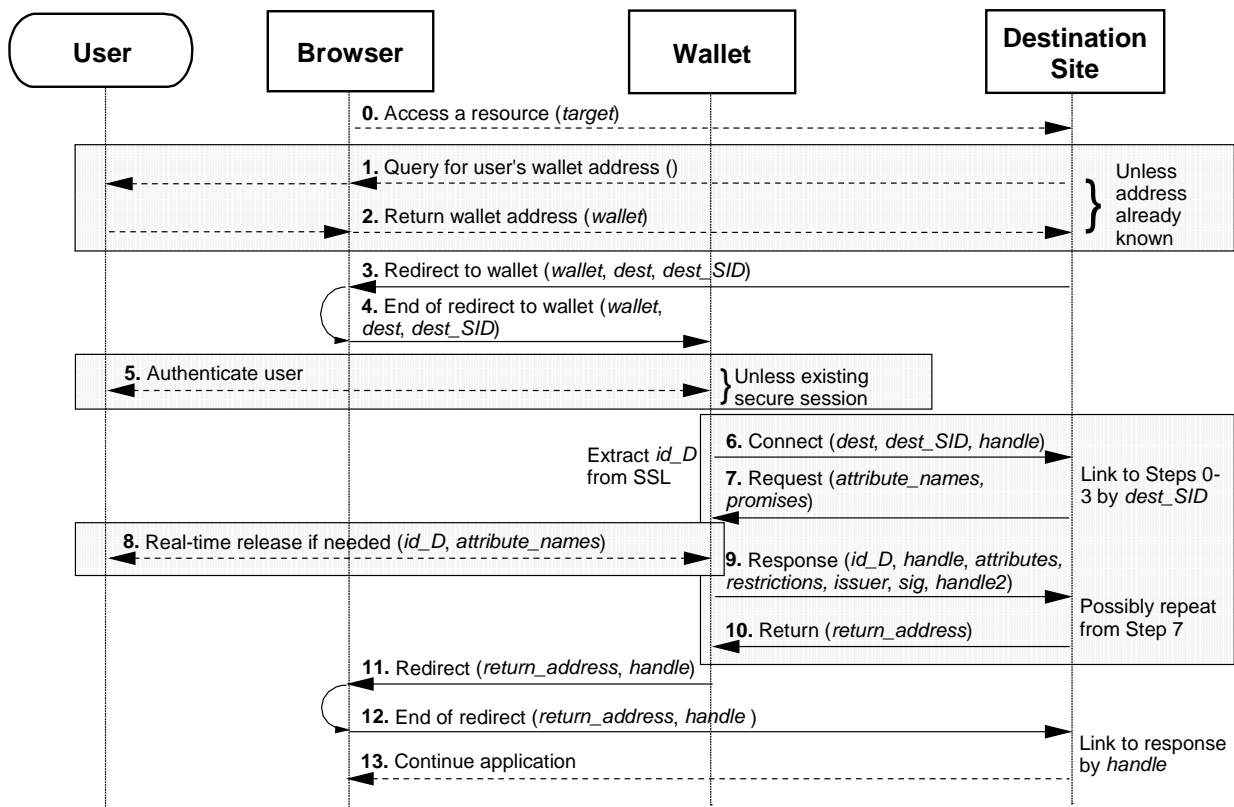 User
Browser
Wallet
Destination
Site
0. Access a resource (target)
1. Query for user's wallet address ()
2. Return wallet address (wallet)
Unless
address
already
known
3. Redirect to wallet (wallet, dest, dest_SID)
4. End of redirect to wallet (wallet,
dest, dest_SID)
5. Authenticate user
Unless existing
secure session
Extract id_D
from SSL
6. Connect (dest, dest_SID, handle)
7. Request (attribute_names,
promises)
Link to Steps 0-
3 by dest_SID
8. Real-time release if needed (id_D, attribute_names)
9. Response (id_D, handle, attributes,
restrictions, issuer, sig, handle2)
Possibly repeat
from Step 7
10. Return (return_address)
11. Redirect (return_address, handle)
12. End of redirect (return_address, handle )
Link to response
by handle
13. Continue application